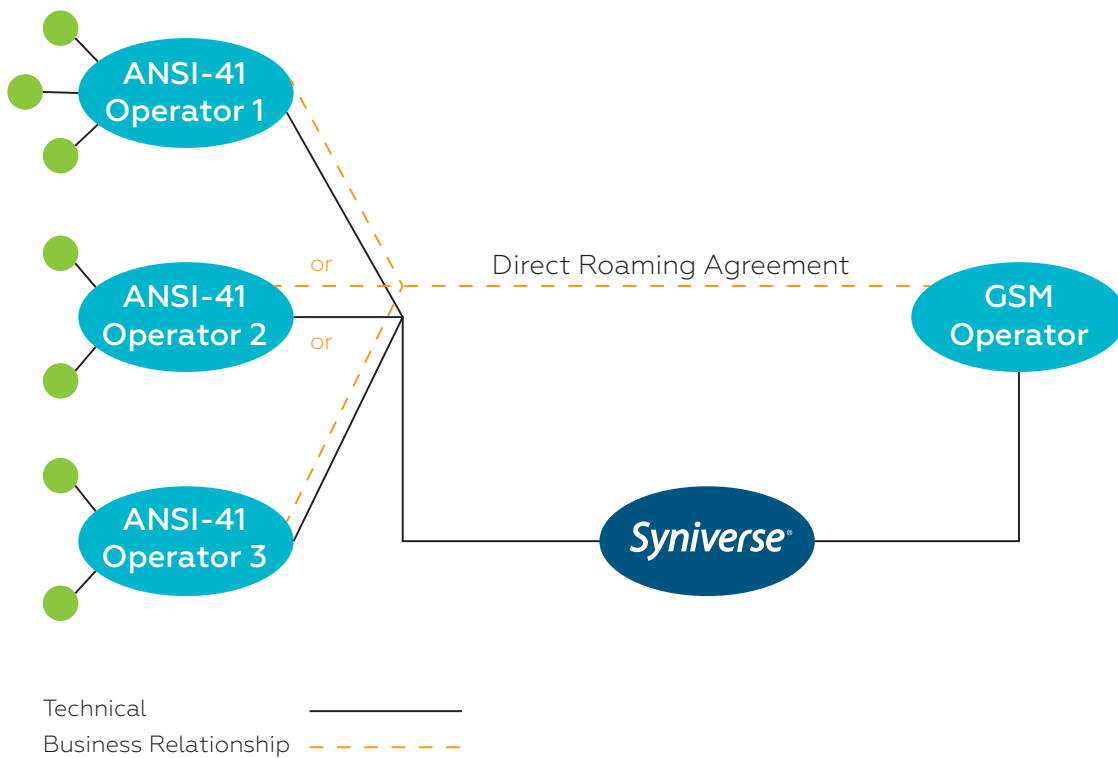 ANSI-41
Operator 1
or
Direct Roaming Agreement
ANSI-41
Operator 2
or
GSM
Operator
ANSI-41
Operator 3
Syniverse®
Technical
Business Relationship